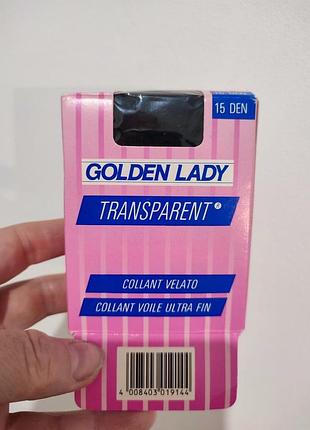 15 DEN
GOLDEN LADY
TRANSPARENT®
COLLANT VELATO
COLLANT VOILE ULTRA FIN
4 008403 019144